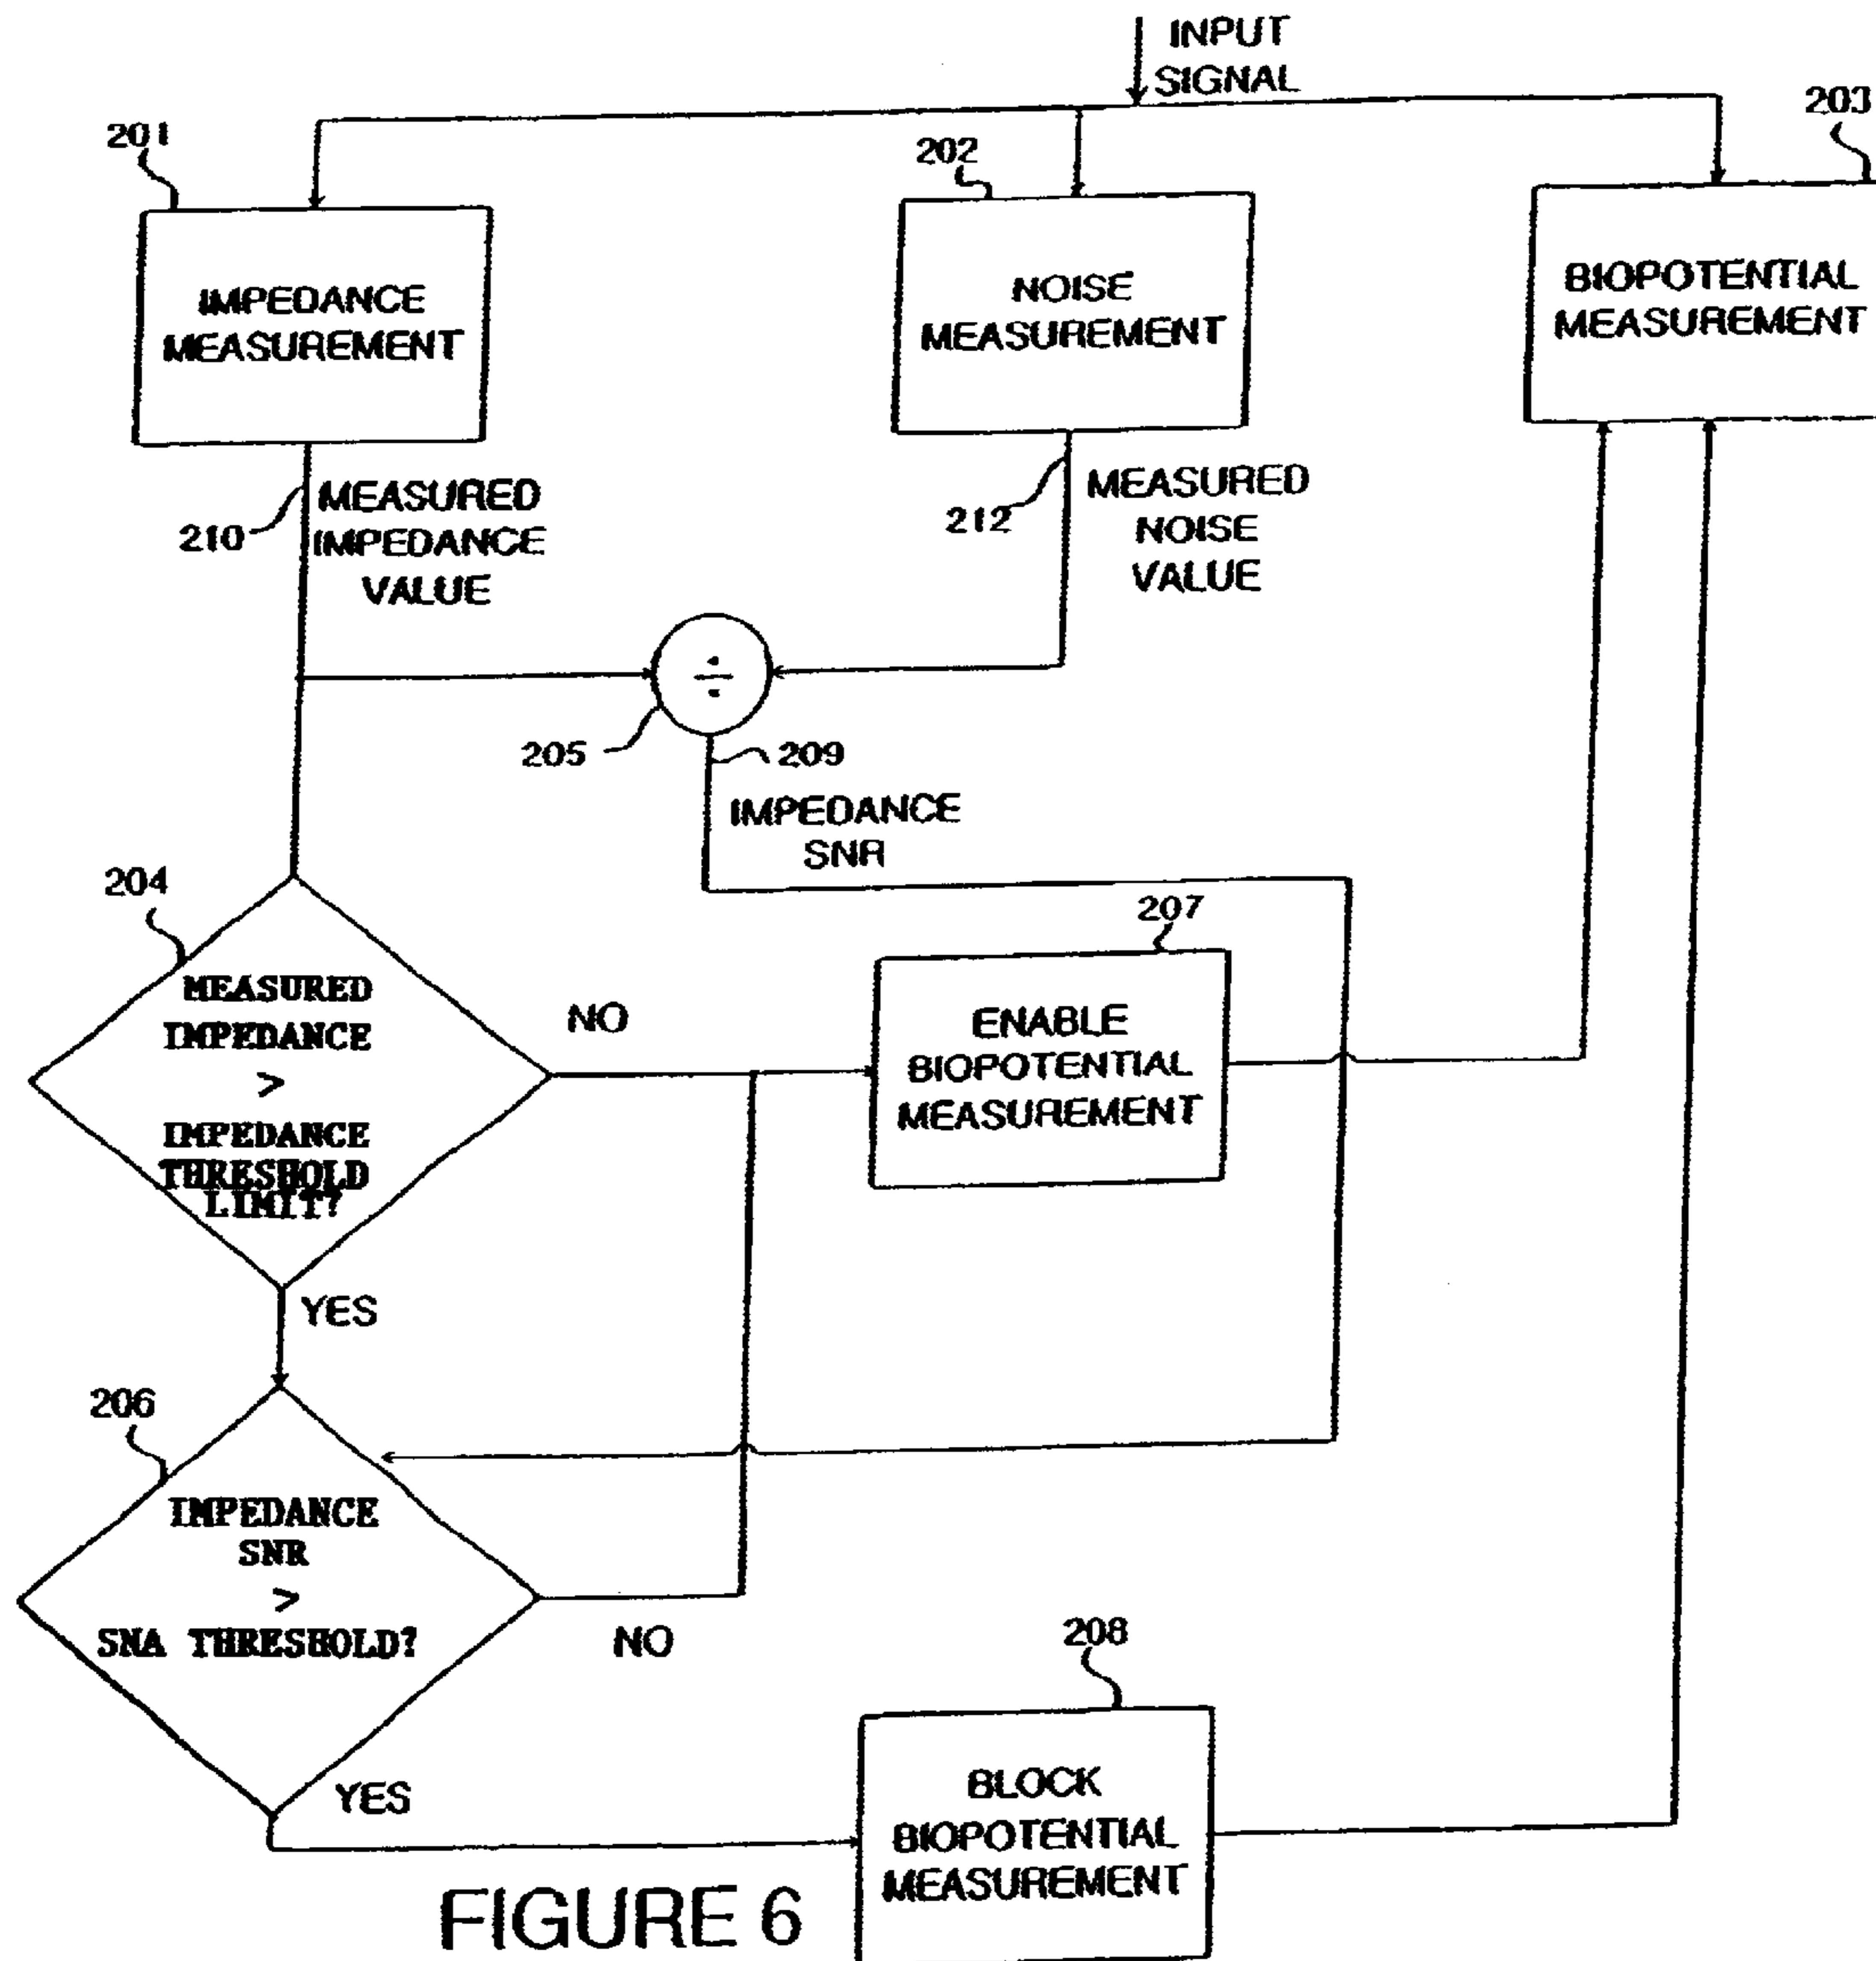 INPUT
SIGNAL
201
202
203
IMPEDANCE
MEASUREMENT
NOISE
MEASUREMENT
BIOPOTENTIAL
MEASUREMENT
210
MEASURED
IMPEDANCE
VALUE
212
MEASURED
NOISE
VALUE
÷
205
209
IMPEDANCE
SNR
204
MEASURED
IMPEDANCE
>
IMPEDANCE
THRESHOLD
LIMIT?
NO
207
ENABLE
BIOPOTENTIAL
MEASUREMENT
YES
206
IMPEDANCE
SNR
>
SNA THRESHOLD?
NO
YES
208
BLOCK
BIOPOTENTIAL
MEASUREMENT
FIGURE 6